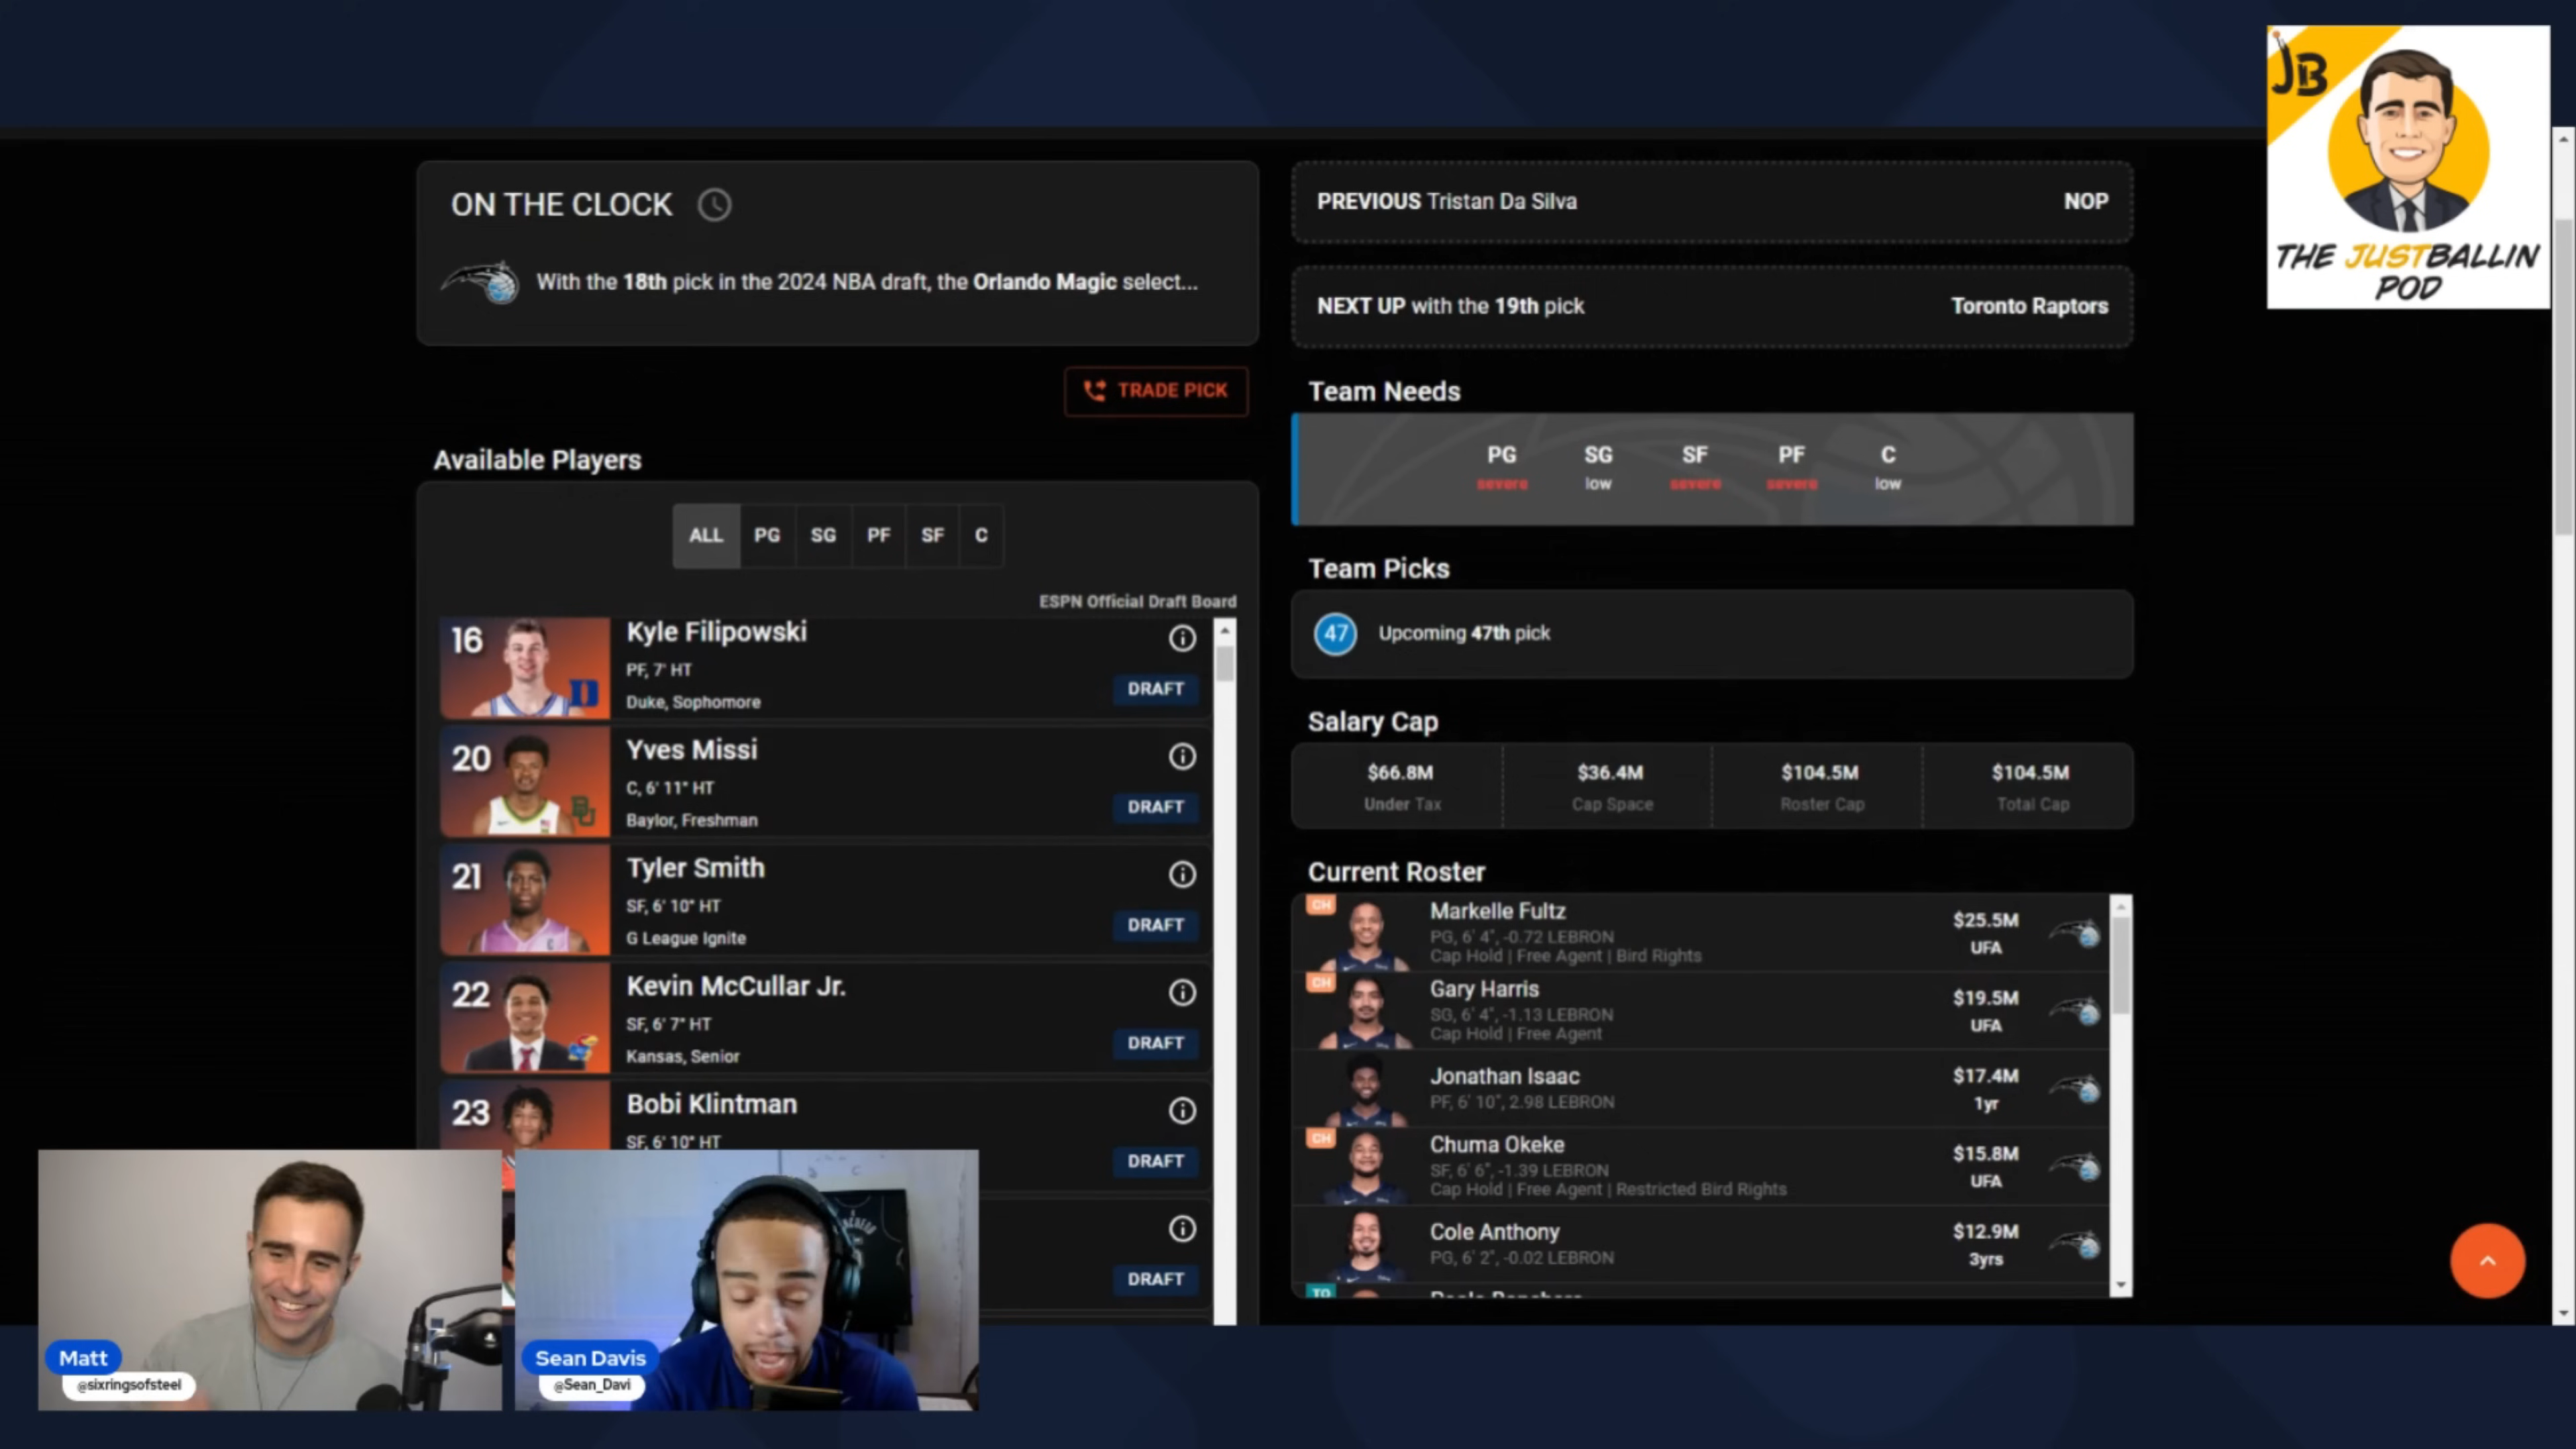 JB
THE JUSTBALLIN
POD
ON THE CLOCK
With the 18th pick in the 2024 NBA draft, the Orlando Magic select...
TRADE PICK
Available Players
ALL PG SG PF SF C
ESPN Official Draft Board
16 Kyle Filipowski
PF, 7' HT
Duke, Sophomore
DRAFT
20 Yves Missi
C, 6' 11" HT
Baylor, Freshman
DRAFT
21 Tyler Smith
SF, 6' 10" HT
G League Ignite
DRAFT
22 Kevin McCullar Jr.
SF, 6' 7" HT
Kansas, Senior
DRAFT
23 Bobi Klintman
SF, 6' 10" HT
DRAFT
DRAFT
PREVIOUS Tristan Da Silva NOP
NEXT UP with the 19th pick Toronto Raptors
Team Needs
PG SG SF PF C
severe low severe severe low
Team Picks
47 Upcoming 47th pick
Salary Cap
$66.8M $36.4M $104.5M $104.5M
Under Tax Cap Space Roster Cap Total Cap
Current Roster
CH Markelle Fultz $25.5M
PG, 6' 4", -0.72 LEBRON
Cap Hold | Free Agent | Bird Rights UFA
CH Gary Harris $19.5M
SG, 6' 4", -1.13 LEBRON
Cap Hold | Free Agent UFA
Jonathan Isaac $17.4M
PF, 6' 10", 2.98 LEBRON 1yr
CH Chuma Okeke $15.8M
SF, 6' 6", -1.39 LEBRON
Cap Hold | Free Agent | Restricted Bird Rights UFA
Cole Anthony $12.9M
PG, 6' 2", -0.02 LEBRON 3yrs
Matt
@sixringsofsteel
Sean Davis
@Sean_Davi